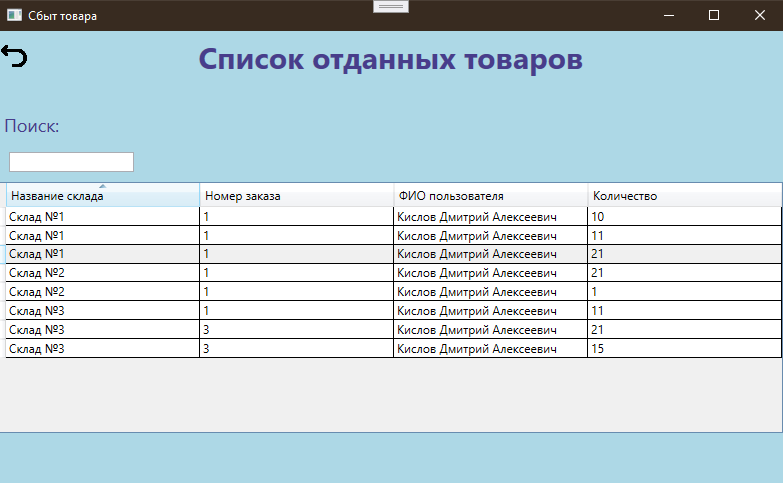 Сбыт товара
Список отданных товаров
Поиск:
Название склада Номер заказа ФИО пользователя Количество
Склад №1 1 Кислов Дмитрий Алексеевич 10
Склад №1 1 Кислов Дмитрий Алексеевич 11
Склад №1 1 Кислов Дмитрий Алексеевич 21
Склад №2 1 Кислов Дмитрий Алексеевич 21
Склад №2 1 Кислов Дмитрий Алексеевич 1
Склад №3 1 Кислов Дмитрий Алексеевич 11
Склад №3 3 Кислов Дмитрий Алексеевич 21
Склад №3 3 Кислов Дмитрий Алексеевич 15